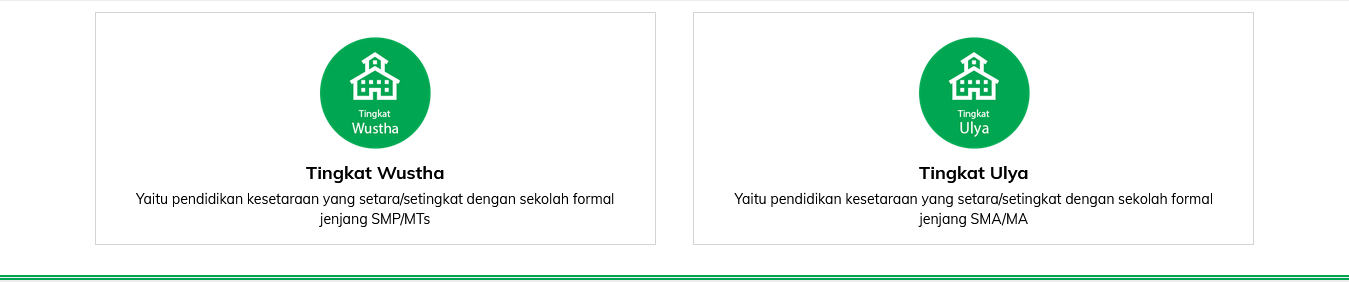 Tingkat
Wustha
Tingkat Wustha
Yaitu pendidikan kesetaraan yang setara/setingkat dengan sekolah formal
jenjang SMP/MTs
Tingkat
Ulya
Tingkat Ulya
Yaitu pendidikan kesetaraan yang setara/setingkat dengan sekolah formal
jenjang SMA/MA